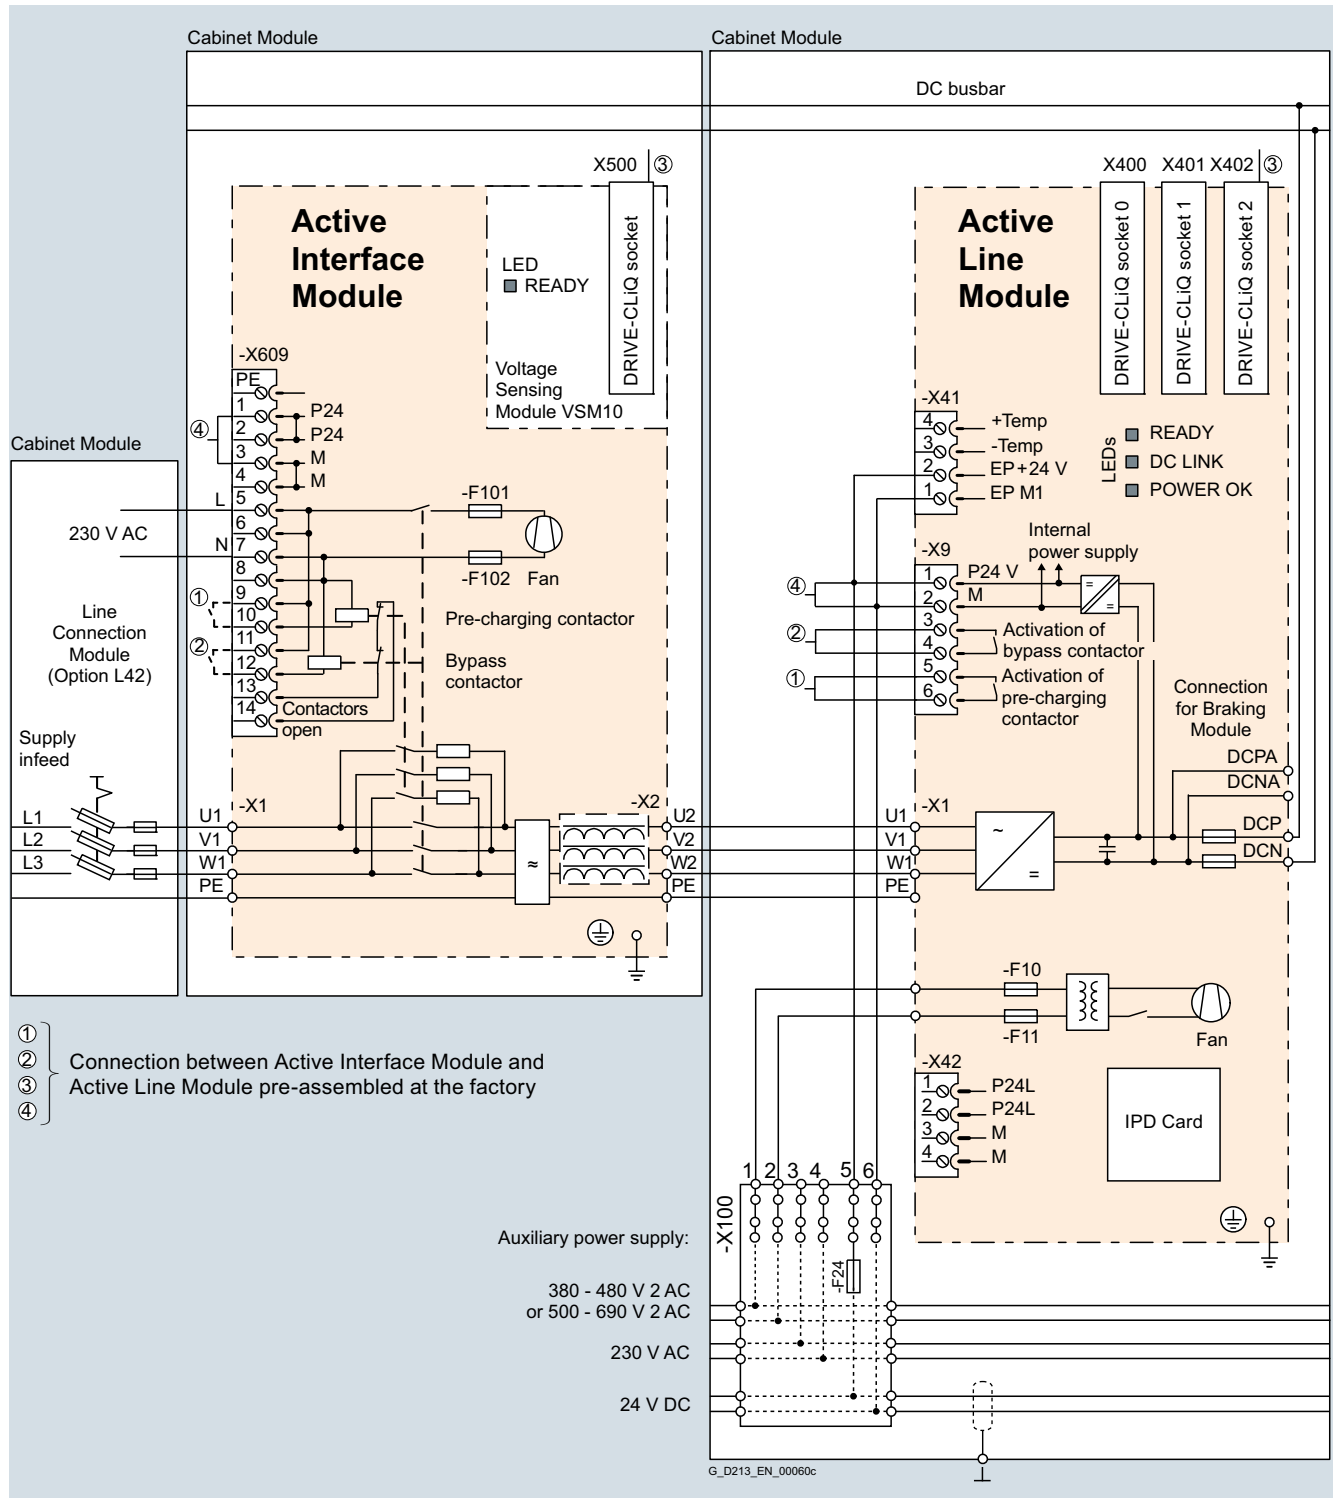 Cabinet Module
Cabinet Module
DC busbar
X500 ③
X400 X401 X402 ③
Active
Interface
Module
LED
READY
DRIVE-CLiQ socket
Voltage
Sensing
Module VSM10
Active
Line
Module
DRIVE-CLiQ socket 0
DRIVE-CLiQ socket 1
DRIVE-CLiQ socket 2
-X609
PE
1 P24
④
2 P24
3 M
4 M
5
6
7
8
9
10
11
12
13
14
L
N
①
②
Contactors
open
-F101
-F102 Fan
Pre-charging contactor
Bypass
contactor
Cabinet Module
230 V AC
Line
Connection
Module
(Option L42)
Supply
infeed
L1
L2
L3
U1 -X1
V1
W1
PE
≈
-X2 U2
V2
W2
PE
-X41
4 +Temp
3 -Temp
2 EP+24 V
1 EP M1
LEDs
READY
DC LINK
POWER OK
Internal
power supply
-X9
1 P24 V
2 M
3
4
5
6
④
②
①
=
=
Activation of
bypass contactor
Activation of
pre-charging
contactor
Connection
for Braking
Module
DCPA
DCNA
DCP
DCN
U1 -X1
V1
W1
PE
~
=
-F10
-F11
Fan
-X42
1 P24L
2 P24L
3 M
4 M
IPD Card
①
②
③
④
Connection between Active Interface Module and
Active Line Module pre-assembled at the factory
1 2 3 4 5 6
-X100
-F24
Auxiliary power supply:
380 - 480 V 2 AC
or 500 - 690 V 2 AC
230 V AC
24 V DC
G_D213_EN_00060c